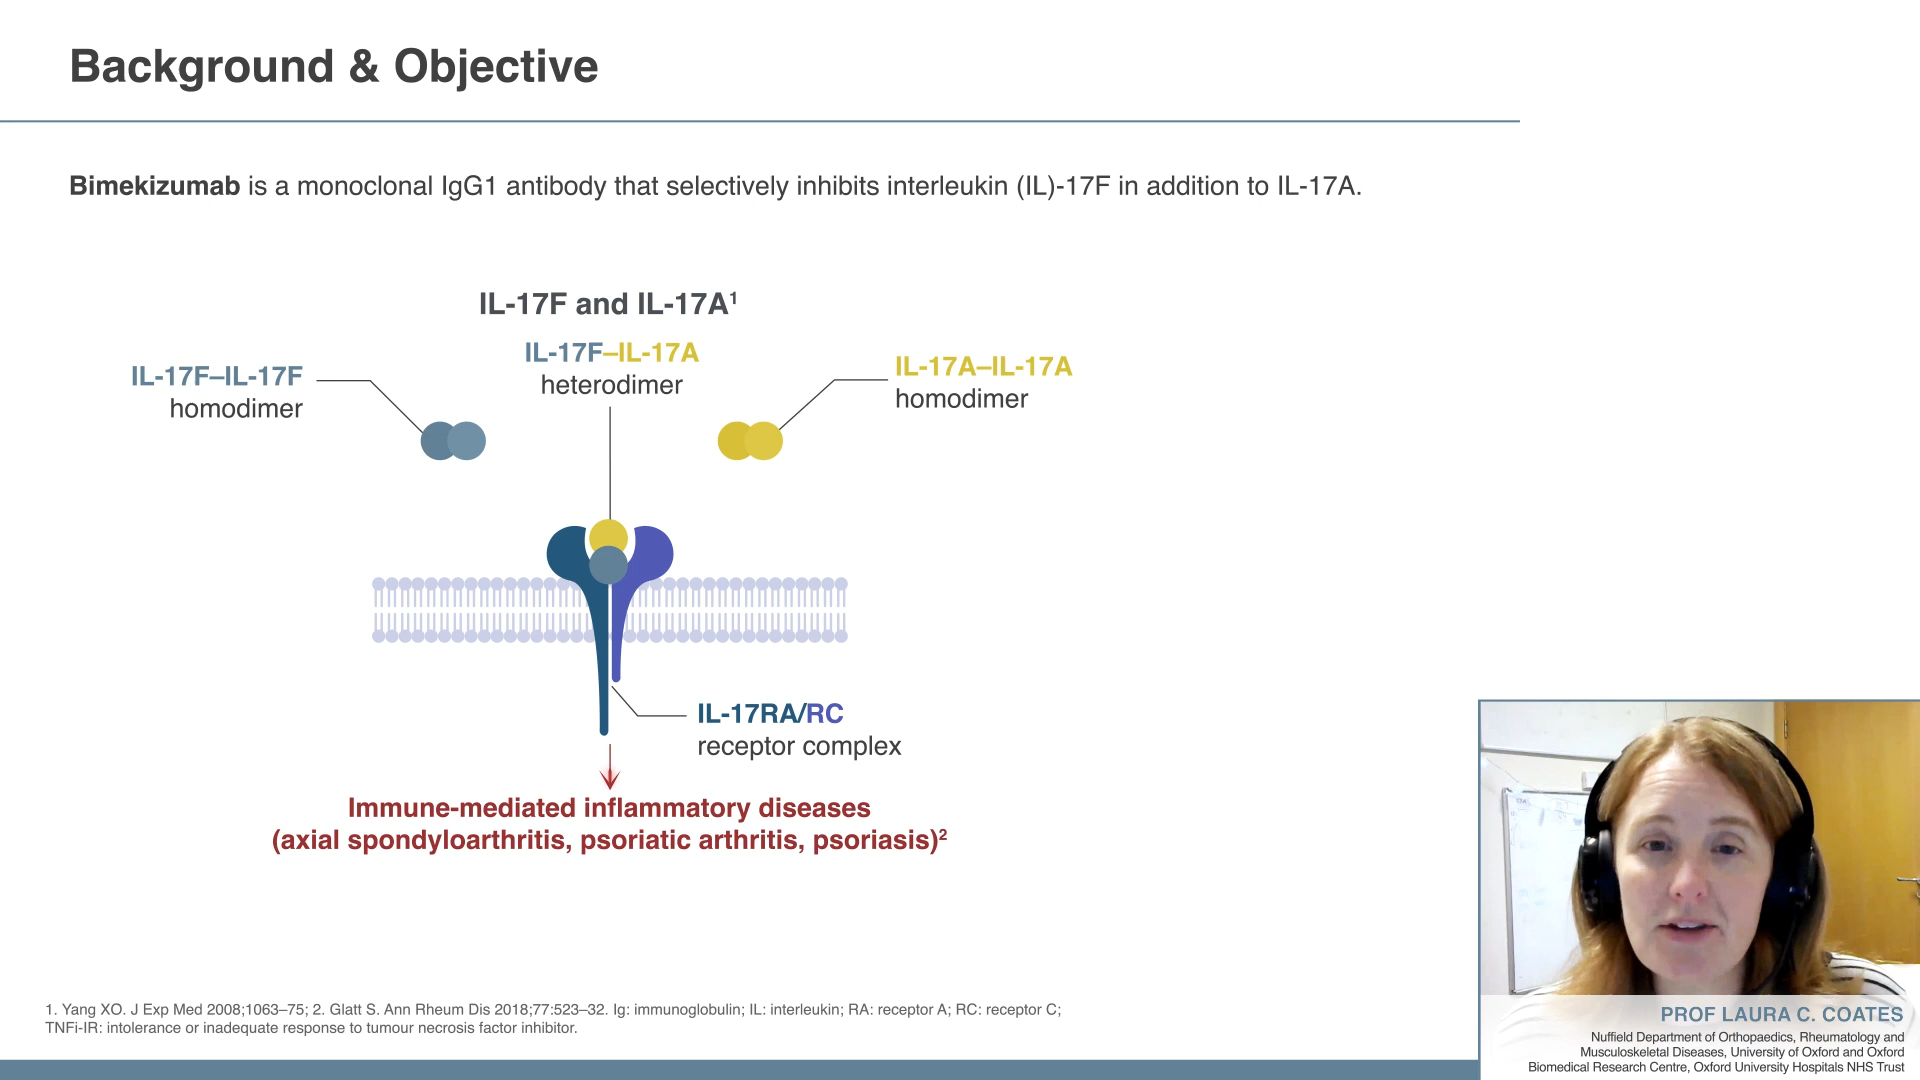 Background & Objective
Bimekizumab is a monoclonal IgG1 antibody that selectively inhibits interleukin (IL)-17F in addition to IL-17A.
IL-17F and IL-17A¹
IL-17F–IL-17A
heterodimer
IL-17F–IL-17F
homodimer
IL-17A–IL-17A
homodimer
IL-17RA/RC
receptor complex
Immune-mediated inflammatory diseases
(axial spondyloarthritis, psoriatic arthritis, psoriasis)²
1. Yang XO. J Exp Med 2008;1063–75; 2. Glatt S. Ann Rheum Dis 2018;77:523–32. Ig: immunoglobulin; IL: interleukin; RA: receptor A; RC: receptor C;
TNFi-IR: intolerance or inadequate response to tumour necrosis factor inhibitor.
PROF LAURA C. COATES
Nuffield Department of Orthopaedics, Rheumatology and
Musculoskeletal Diseases, University of Oxford and Oxford
Biomedical Research Centre, Oxford University Hospitals NHS Trust